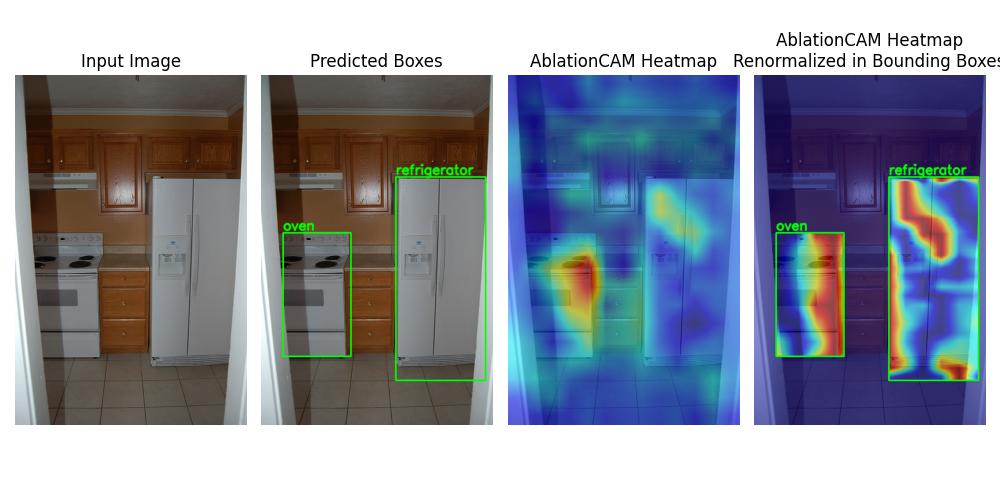 Input Image
Predicted Boxes
AblationCAM Heatmap
AblationCAM Heatmap
Renormalized in Bounding Boxes
refrigerator
oven
refrigerator
oven